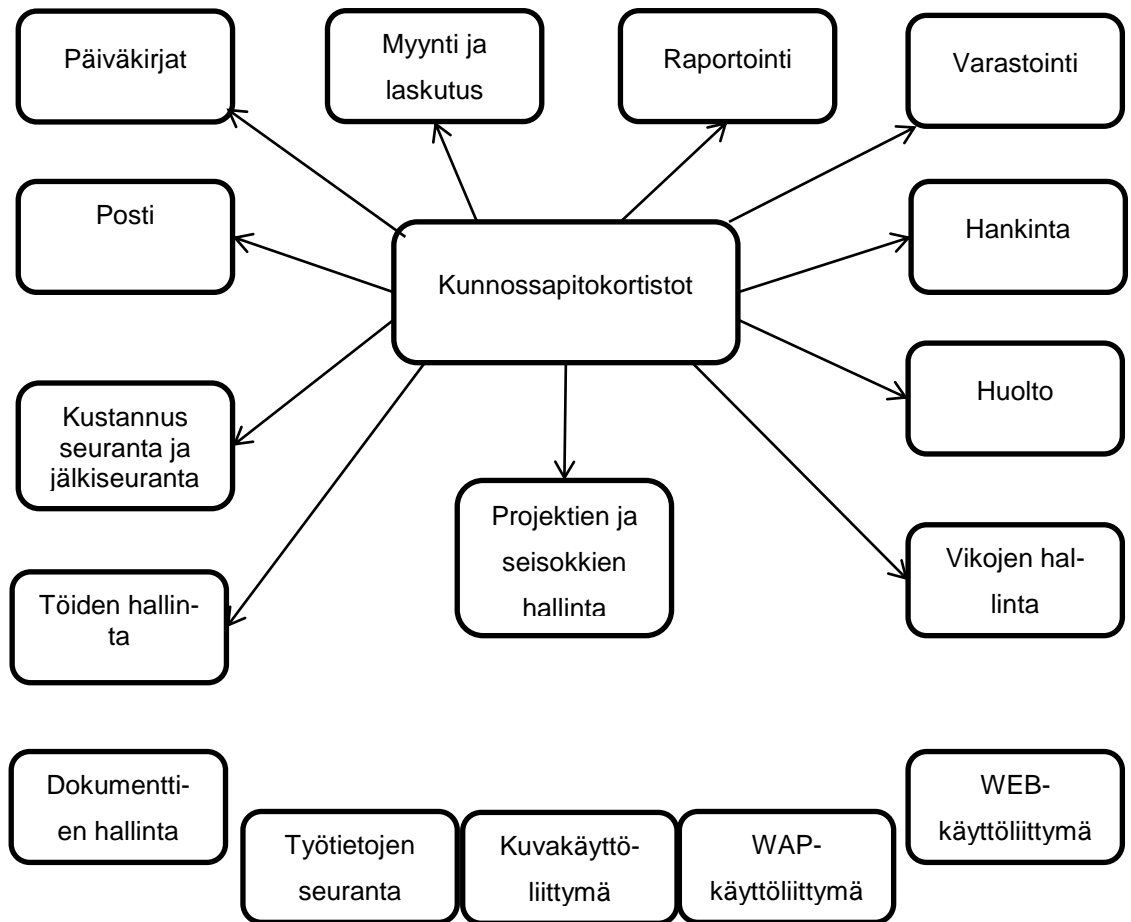 Päiväkirjat
Myynti ja
laskutus
Raportointi
Varastointi
Posti
Hankinta
Kunnossapitokortistot
Huolto
Kustannus
seuranta ja
jälkiseuranta
Projektien ja
seisokkien
hallinta
Vikojen hal-
linta
Töiden hallin-
ta
Dokumentti-
en hallinta
Työtietojen
seuranta
Kuvakäyttö-
liittymä
WAP-
käyttöliittymä
WEB-
käyttöliittymä